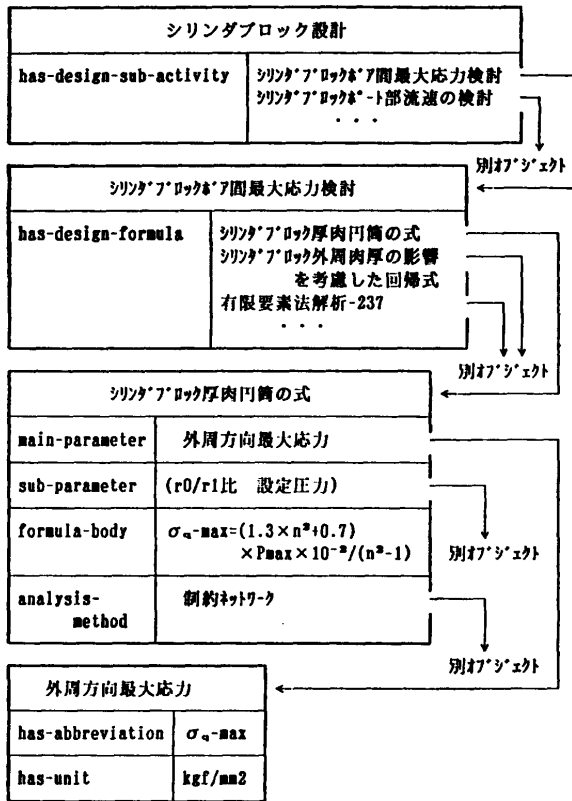 シリンダブロック設計
has-design-sub-activity
ｼﾘﾝﾀﾞﾌﾞﾛｯｸﾎﾞｱ間最大応力検討
ｼﾘﾝﾀﾞﾌﾞﾛｯｸﾎﾟｰﾄ部流速の検討
・・・
別ｵﾌﾞｼﾞｪｸﾄ
ｼﾘﾝﾀﾞﾌﾞﾛｯｸﾎﾞｱ間最大応力検討
has-design-formula
ｼﾘﾝﾀﾞﾌﾞﾛｯｸ厚肉円筒の式
ｼﾘﾝﾀﾞﾌﾞﾛｯｸ外周肉厚の影響
を考慮した回帰式
有限要素法解析-237
・・・
別ｵﾌﾞｼﾞｪｸﾄ
ｼﾘﾝﾀﾞﾌﾞﾛｯｸ厚肉円筒の式
main-parameter 外周方向最大応力
sub-parameter (r0/r1比 設定圧力)
formula-body σq-max=(1.3×n²+0.7)
×Pmax×10⁻²/(n²-1)
別ｵﾌﾞｼﾞｪｸﾄ
analysis- 制約ﾈｯﾄﾜｰｸ
method
別ｵﾌﾞｼﾞｪｸﾄ
外周方向最大応力
has-abbreviation σq-max
has-unit kgf/mm2